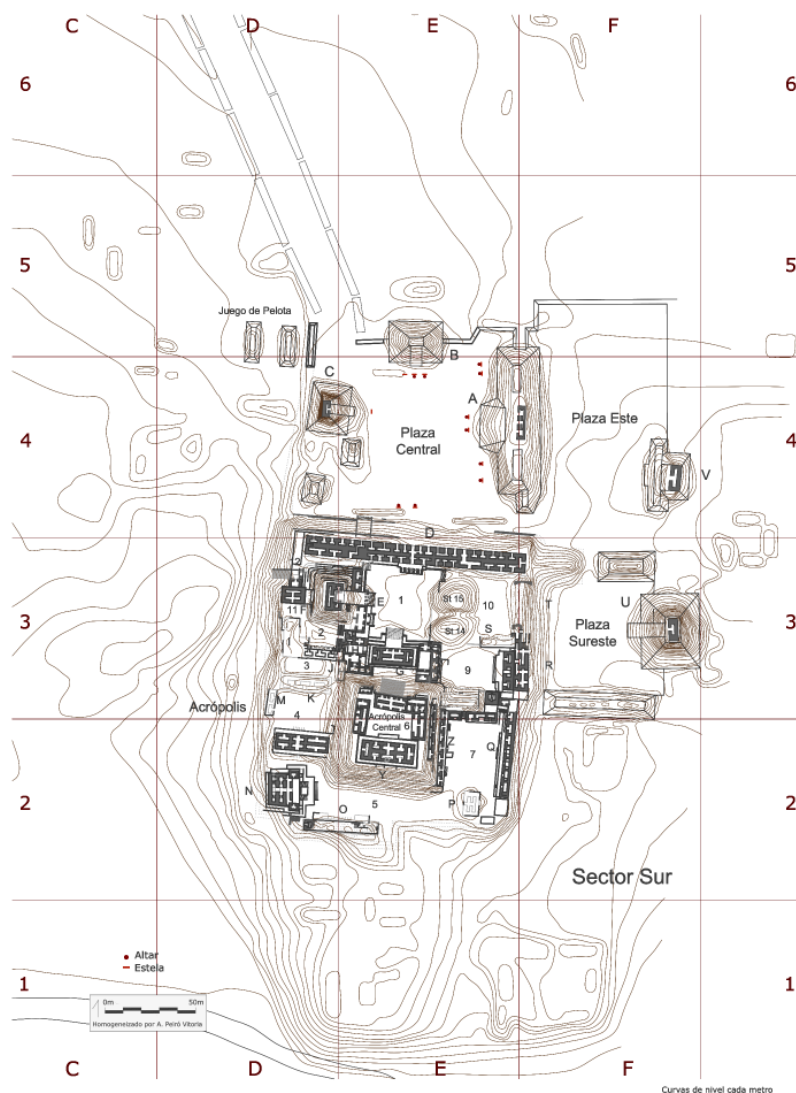 C D E F
6 6
5 5
Juego de Pelota
B
C
A
4 4
Plaza
Central
Plaza Este
V
D
2
E
1
St 15
10
T
11 F
3 3
2
St 14
S
Plaza
Sureste
U
3
J
G
9
R
Acrópolis
M
K
4
Acrópolis
Central
6
Z
7
Q
Y
2 2
N
O
5
P
Sector Sur
Altar
Estela
1 1
0m 50m
Homogeneizado por A. Peiró Vitoria
C D E F
Curvas de nivel cada metro